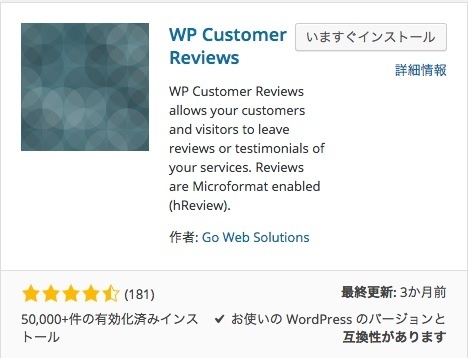 WP Customer
Reviews
いますぐインストール
詳細情報
WP Customer Reviews
allows your customers
and visitors to leave
reviews or testimonials of
your services. Reviews
are Microformat enabled
(hReview).
作者: Go Web Solutions
(181)
最終更新: 3か月前
50,000+件の有効化済みインス
トール
お使いの WordPress のバージョンと
互換性があります